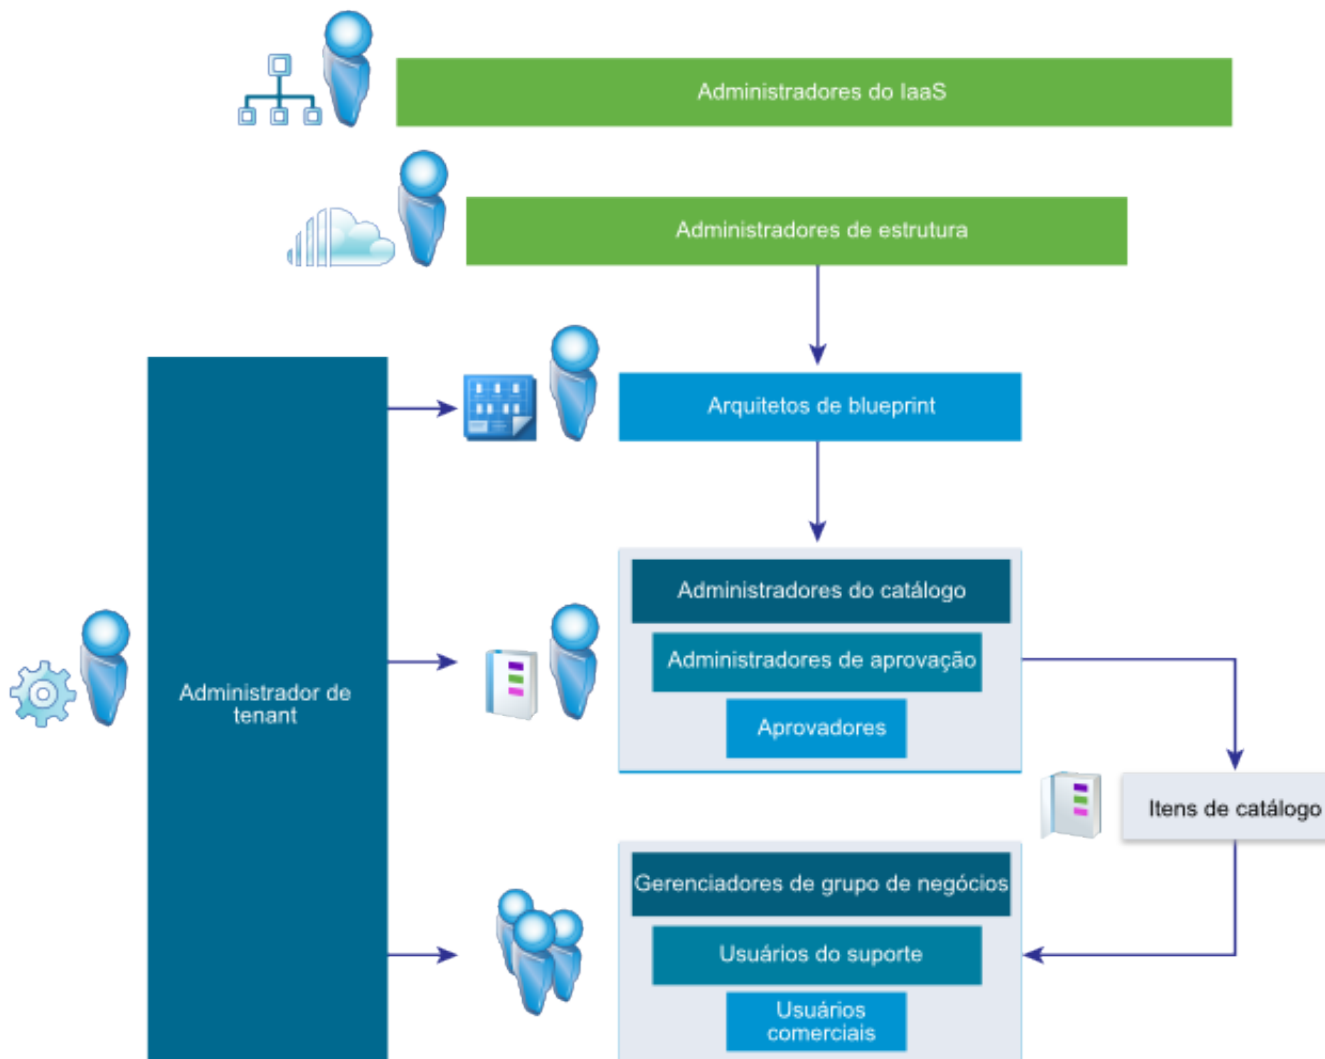 Administradores do IaaS
Administradores de estrutura
Arquitetos de blueprint
Administradores do catálogo
Administradores de aprovação
Administrador de
tenant
Aprovadores
Itens de catálogo
Gerenciadores de grupo de negócios
Usuários do suporte
Usuários
comerciais